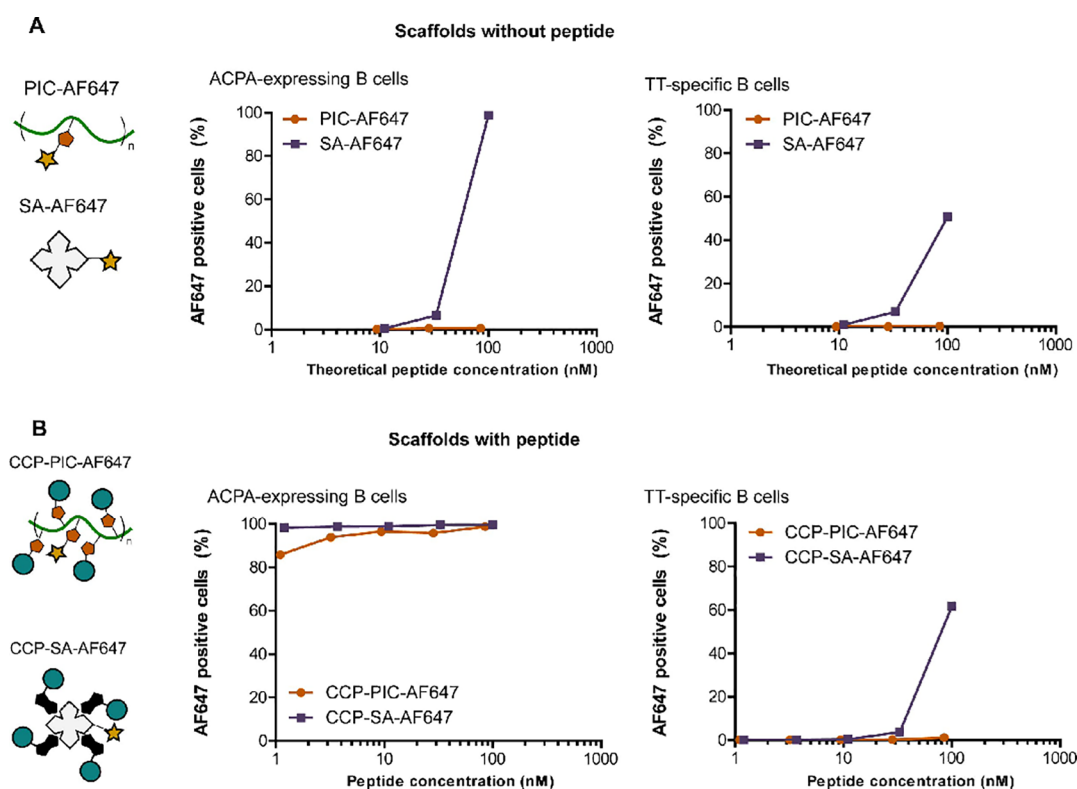 A
Scaffolds without peptide
PIC-AF647
n
SA-AF647
ACPA-expressing B cells
AF647 positive cells (%)
100
80
60
40
20
0
PIC-AF647
SA-AF647
1
10
100
1000
Theoretical peptide concentration (nM)
TT-specific B cells
AF647 positive cells (%)
100
80
60
40
20
0
PIC-AF647
SA-AF647
1
10
100
1000
Theoretical peptide concentration (nM)
B
Scaffolds with peptide
CCP-PIC-AF647
n
CCP-SA-AF647
ACPA-expressing B cells
AF647 positive cells (%)
100
80
60
40
20
0
CCP-PIC-AF647
CCP-SA-AF647
1
10
100
1000
Peptide concentration (nM)
TT-specific B cells
AF647 positive cells (%)
100
80
60
40
20
0
CCP-PIC-AF647
CCP-SA-AF647
1
10
100
1000
Peptide concentration (nM)